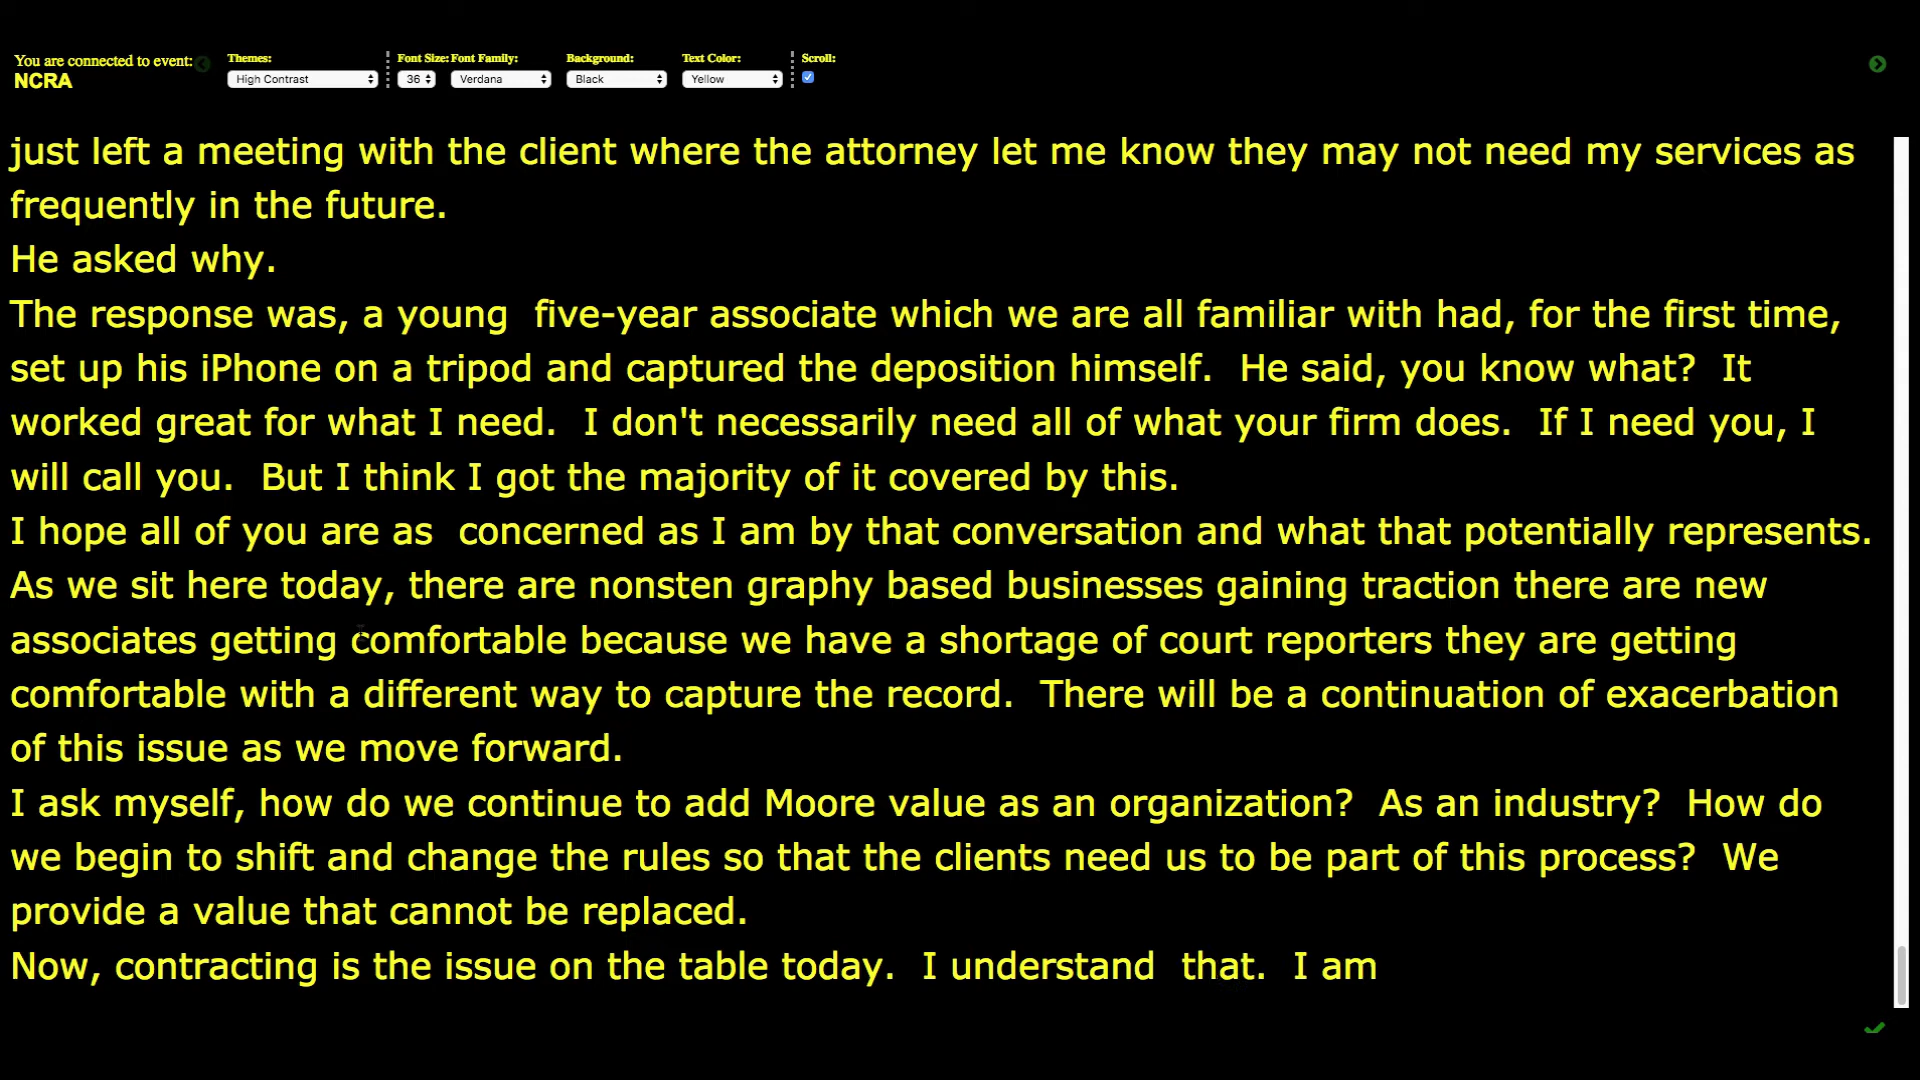 You are connected to event:
NCRA
Themes:
High Contrast
Font Size:
36
Font Family:
Verdana
Background:
Black
Text Color:
Yellow
Scroll:
just left a meeting with the client where the attorney let me know they may not need my services as
frequently in the future.
He asked why.
The response was, a young  five-year associate which we are all familiar with had, for the first time,
set up his iPhone on a tripod and captured the deposition himself.  He said, you know what?  It
worked great for what I need.  I don't necessarily need all of what your firm does.  If I need you, I
will call you.  But I think I got the majority of it covered by this.
I hope all of you are as  concerned as I am by that conversation and what that potentially represents.
As we sit here today, there are nonsten graphy based businesses gaining traction there are new
associates getting comfortable because we have a shortage of court reporters they are getting
comfortable with a different way to capture the record.  There will be a continuation of exacerbation
of this issue as we move forward.
I ask myself, how do we continue to add Moore value as an organization?  As an industry?  How do
we begin to shift and change the rules so that the clients need us to be part of this process?  We
provide a value that cannot be replaced.
Now, contracting is the issue on the table today.  I understand  that.  I am